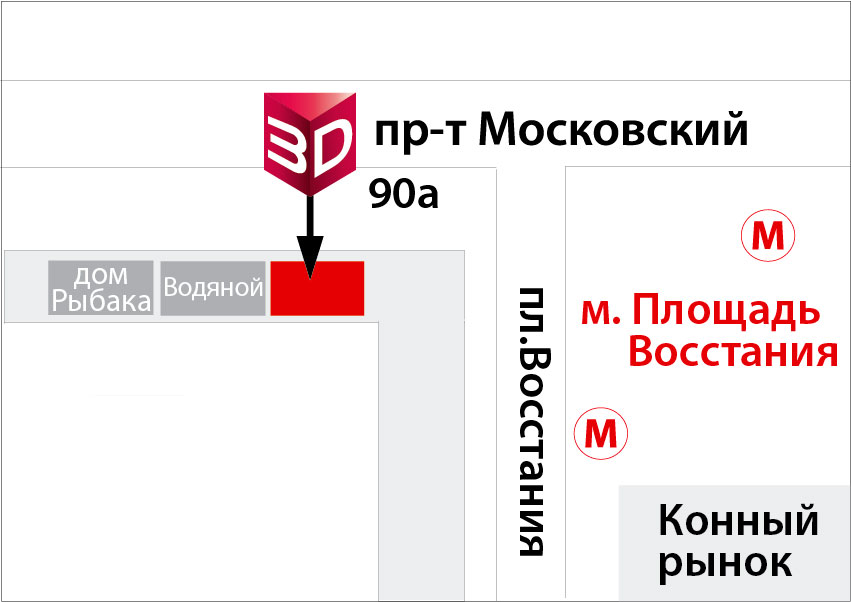 3D
пр-т Московский
90а
дом
Рыбака
Водяной
М
м. Площадь
Восстания
пл.Восстания
М
Конный
рынок